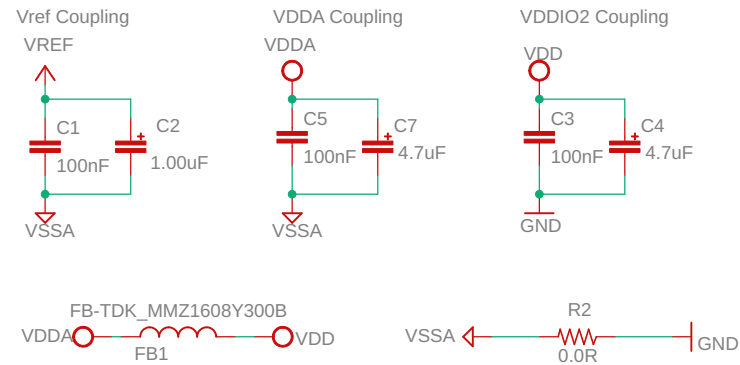 Vref Coupling
VDDA Coupling
VDDIO2 Coupling
VREF
VDDA
VDD
C1
C2
100nF
1.00uF
C5
C7
100nF
4.7uF
C3
C4
100nF
4.7uF
VSSA
VSSA
GND
FB-TDK_MMZ1608Y300B
VDDA
VDD
FB1
R2
VSSA
GND
0.0R